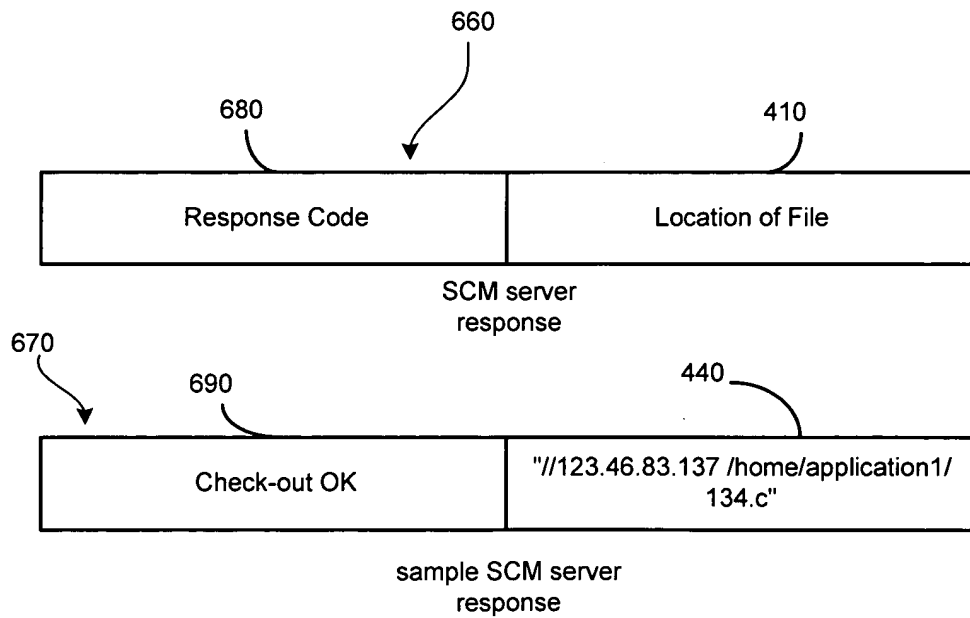 660
680
410
Response Code
Location of File
SCM server
response
670
690
440
Check-out OK
"//123.46.83.137 /home/application1/
134.c"
sample SCM server
response